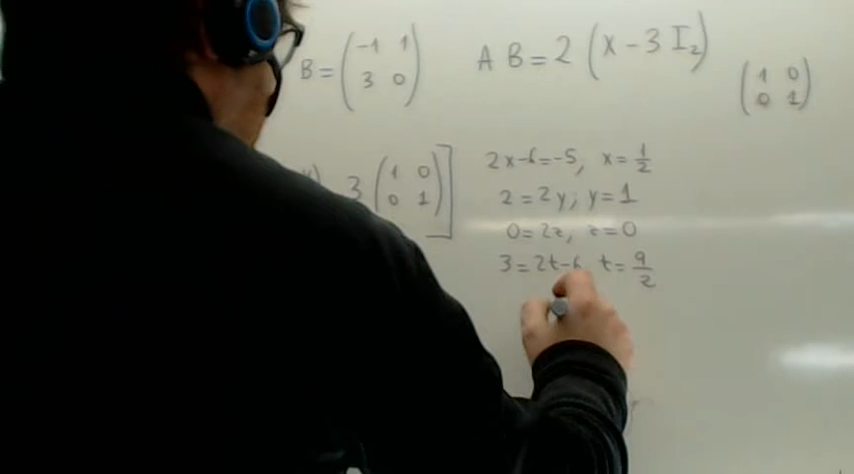 B = ( -1 1 A B = 2 ( X - 3 I₂ )
3 0 ) ( 1 0
0 1 )
3 ( 1 0
0 1 ) ]
2x-6=-5, x=1/2
2=2y; y=1
0=2z, z=0
3=2t-6 t=9/2